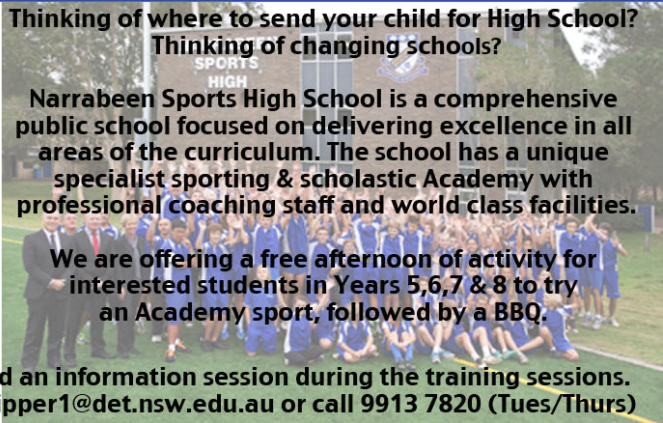 Thinking of where to send your child for High School?
Thinking of changing schools?
SPORTS
HIGH
Narrabeen Sports High School is a comprehensive
public school focused on delivering excellence in all
areas of the curriculum. The school has a unique
specialist sporting & scholastic Academy with
professional coaching staff and world class facilities.
We are offering a free afternoon of activity for
interested students in Years 5,6,7 & 8 to try
an Academy sport, followed by a BBQ.
d an information session during the training sessions.
pper1@det.nsw.edu.au or call 9913 7820 (Tues/Thurs)